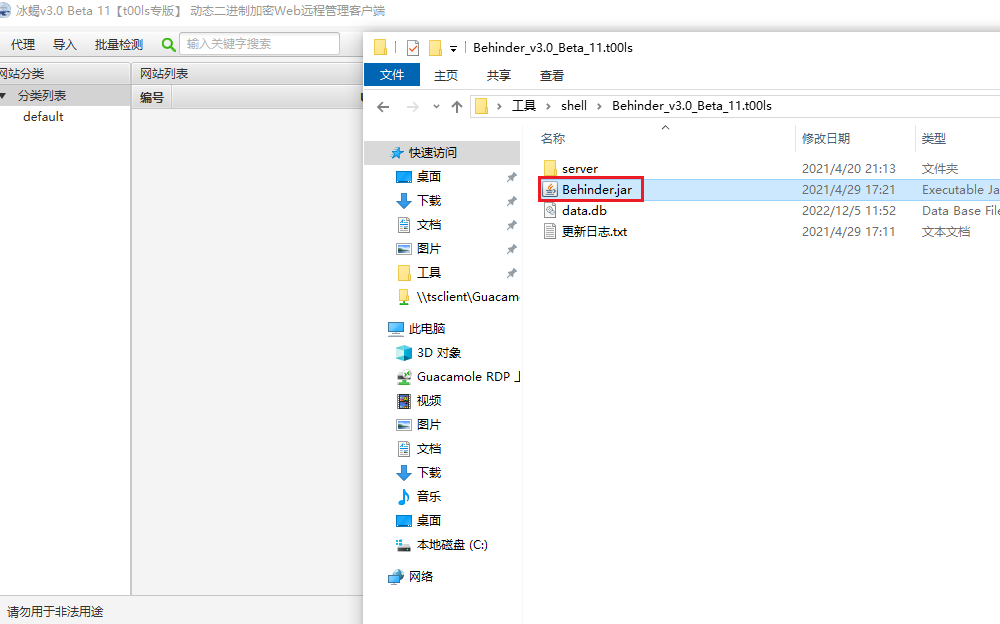 冰蝎v3.0 Beta 11【t00ls专版】 动态二进制加密Web远程管理客户端
代理 导入 批量检测 输入关键字搜索
网站分类 网站列表
分类列表 编号
default
请勿用于非法用途
Behinder_v3.0_Beta_11.t00ls
文件 主页 共享 查看
工具 shell Behinder_v3.0_Beta_11.t00ls
名称 修改日期 类型
快速访问
桌面
下载
文档
图片
工具
\\tsclient\Guacam
此电脑
3D 对象
Guacamole RDP 上
视频
图片
文档
下载
音乐
桌面
本地磁盘 (C:)
网络
server 2021/4/20 21:13 文件夹
Behinder.jar 2021/4/29 17:21 Executable Ja
data.db 2022/12/5 11:52 Data Base File
更新日志.txt 2021/4/29 17:11 文本文档